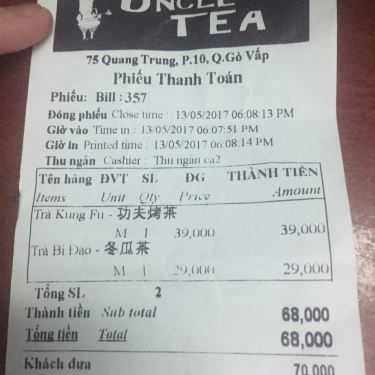 UNCLE
TEA
75 Quang Trung, P.10, Q.Gò Vấp
Phiếu Thanh Toán
Phiếu: Bill : 357
Đóng phiếu Close time : 13/05/2017 06:08:13 PM
Giờ vào Time in : 13/05/2017 06:07:51 PM
Giờ in Printed time : 13/05/2017 06:08:14 PM
Thu ngân Cashier : Thu ngân ca2
Tên hàng ĐVT SL ĐG THÀNH TIỀN
Items Unit Qty Price Amount
Trà Kung Fu - 功夫烤茶
M 1 39,000 39,000
Trà Bí Đao - 冬瓜茶
M 1 29,000 29,000
Tổng SL 2
Thành tiền Sub total 68,000
Tổng tiền Total 68,000
Khách đưa 70,000